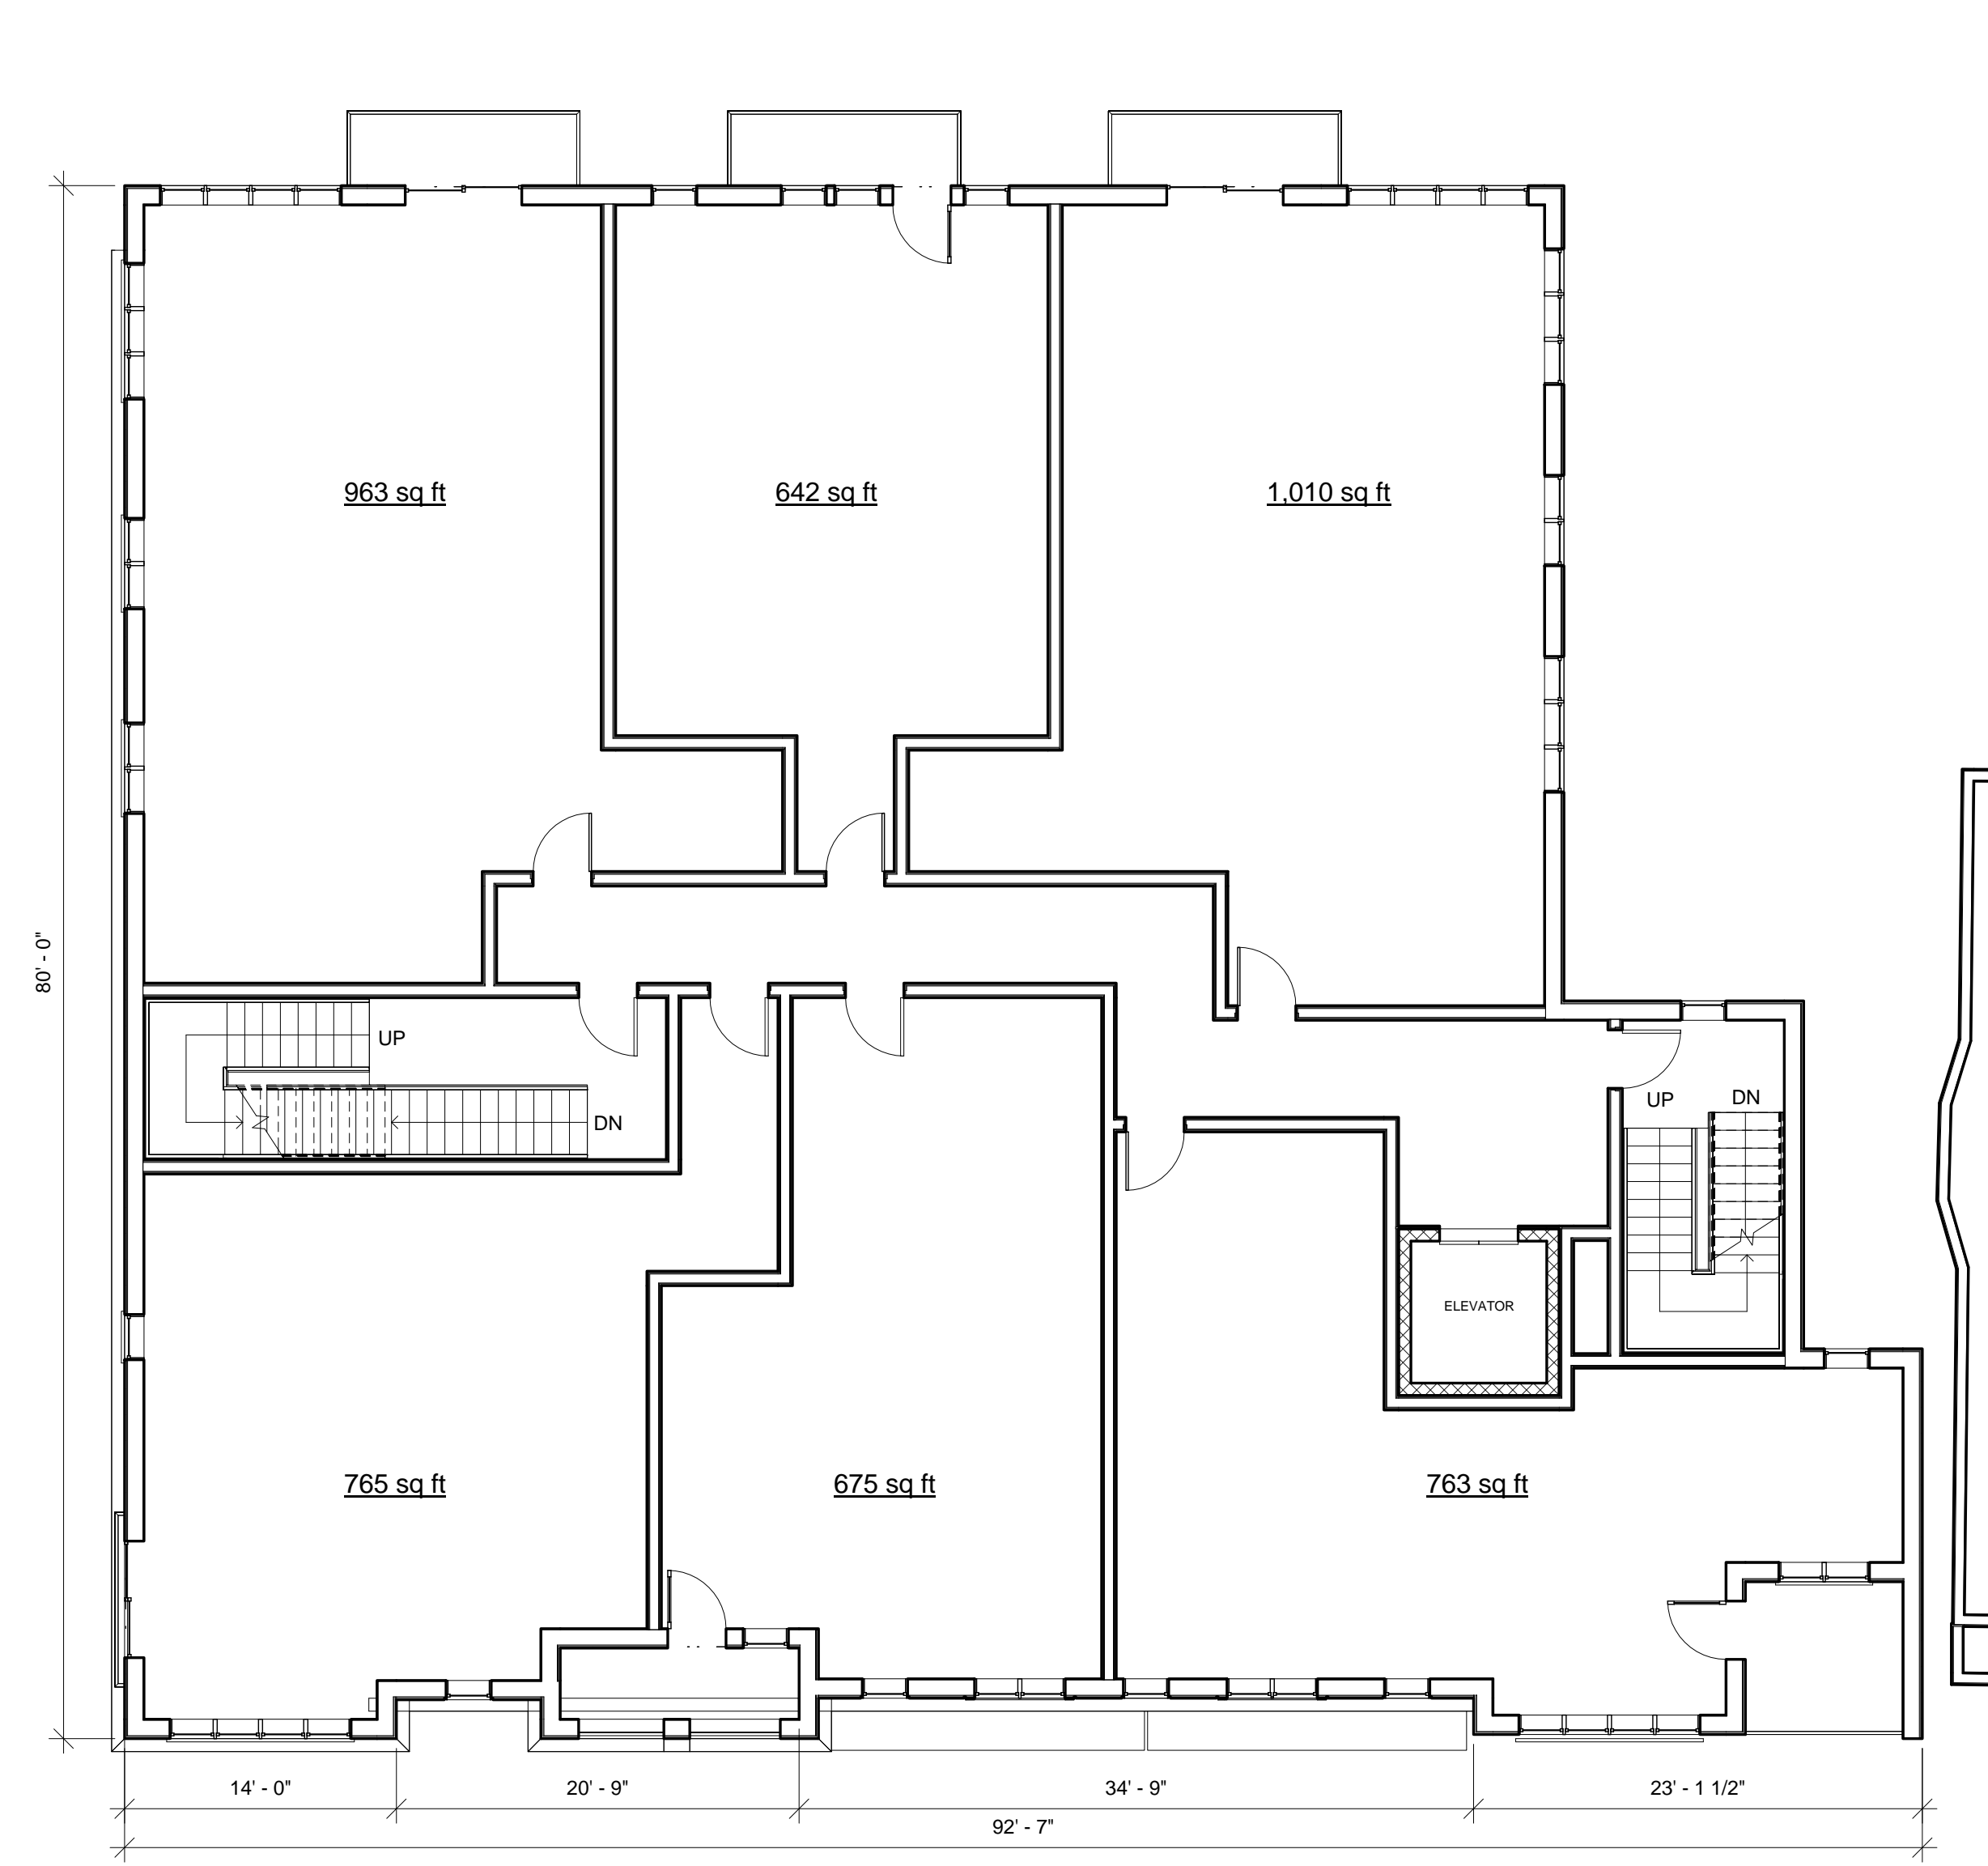 963 sq ft
642 sq ft
1,010 sq ft
80' - 0"
UP
DN
UP
DN
ELEVATOR
765 sq ft
675 sq ft
763 sq ft
14' - 0"
20' - 9"
34' - 9"
23' - 1 1/2"
92' - 7"